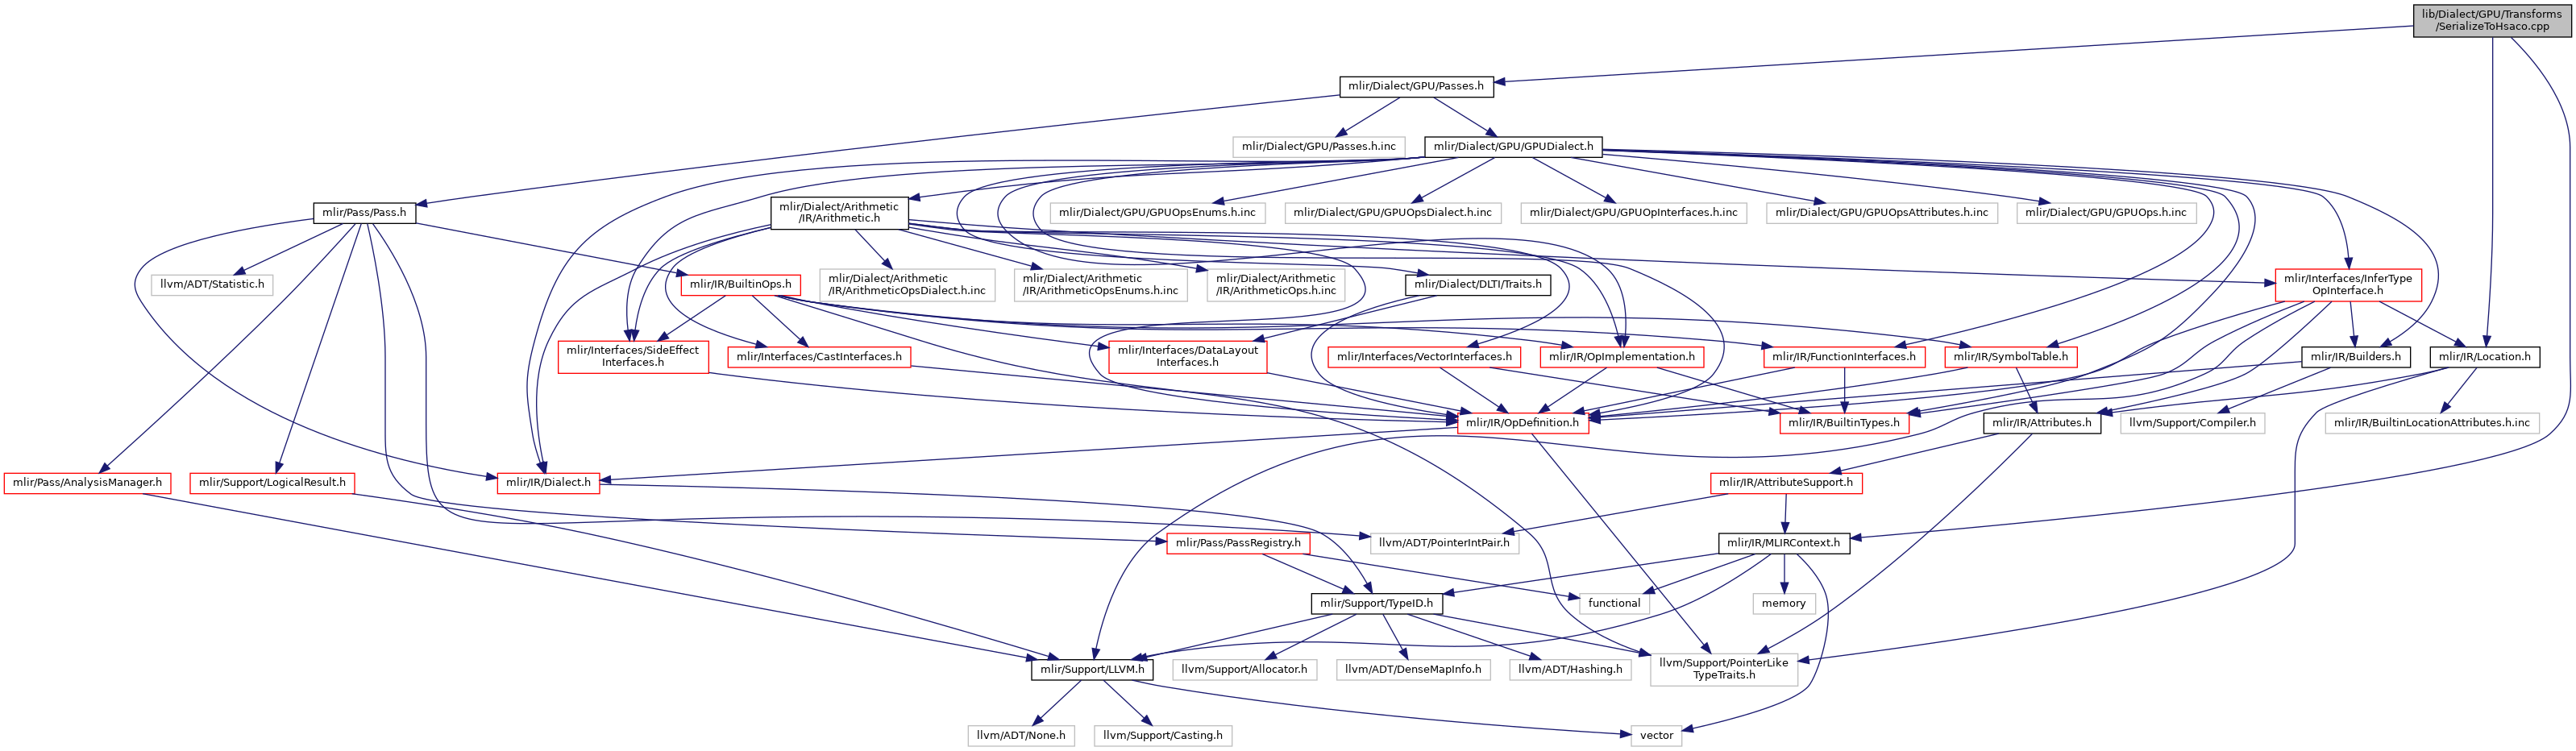 lib/Dialect/GPU/Transforms
/SerializeToHsaco.cpp
mlir/Dialect/GPU/Passes.h
mlir/Dialect/GPU/Passes.h.inc
mlir/Dialect/GPU/GPUDialect.h
mlir/Pass/Pass.h
mlir/Dialect/Arithmetic
/IR/Arithmetic.h
mlir/Dialect/GPU/GPUOpsEnums.h.inc
mlir/Dialect/GPU/GPUOpsDialect.h.inc
mlir/Dialect/GPU/GPUOpInterfaces.h.inc
mlir/Dialect/GPU/GPUOpsAttributes.h.inc
mlir/Dialect/GPU/GPUOps.h.inc
llvm/ADT/Statistic.h
mlir/IR/BuiltinOps.h
mlir/Dialect/Arithmetic
/IR/ArithmeticOpsDialect.h.inc
mlir/Dialect/Arithmetic
/IR/ArithmeticOpsEnums.h.inc
mlir/Dialect/Arithmetic
/IR/ArithmeticOps.h.inc
mlir/Dialect/DLTI/Traits.h
mlir/Interfaces/InferType
OpInterface.h
mlir/Interfaces/SideEffect
Interfaces.h
mlir/Interfaces/CastInterfaces.h
mlir/Interfaces/DataLayout
Interfaces.h
mlir/Interfaces/VectorInterfaces.h
mlir/IR/OpImplementation.h
mlir/IR/FunctionInterfaces.h
mlir/IR/SymbolTable.h
mlir/IR/Builders.h
mlir/IR/Location.h
mlir/IR/OpDefinition.h
mlir/IR/BuiltinTypes.h
mlir/IR/Attributes.h
llvm/Support/Compiler.h
mlir/IR/BuiltinLocationAttributes.h.inc
mlir/Pass/AnalysisManager.h
mlir/Support/LogicalResult.h
mlir/IR/Dialect.h
mlir/IR/AttributeSupport.h
mlir/Pass/PassRegistry.h
llvm/ADT/PointerIntPair.h
mlir/IR/MLIRContext.h
mlir/Support/TypeID.h
functional
memory
mlir/Support/LLVM.h
llvm/Support/Allocator.h
llvm/ADT/DenseMapInfo.h
llvm/ADT/Hashing.h
llvm/Support/PointerLike
TypeTraits.h
llvm/ADT/None.h
llvm/Support/Casting.h
vector